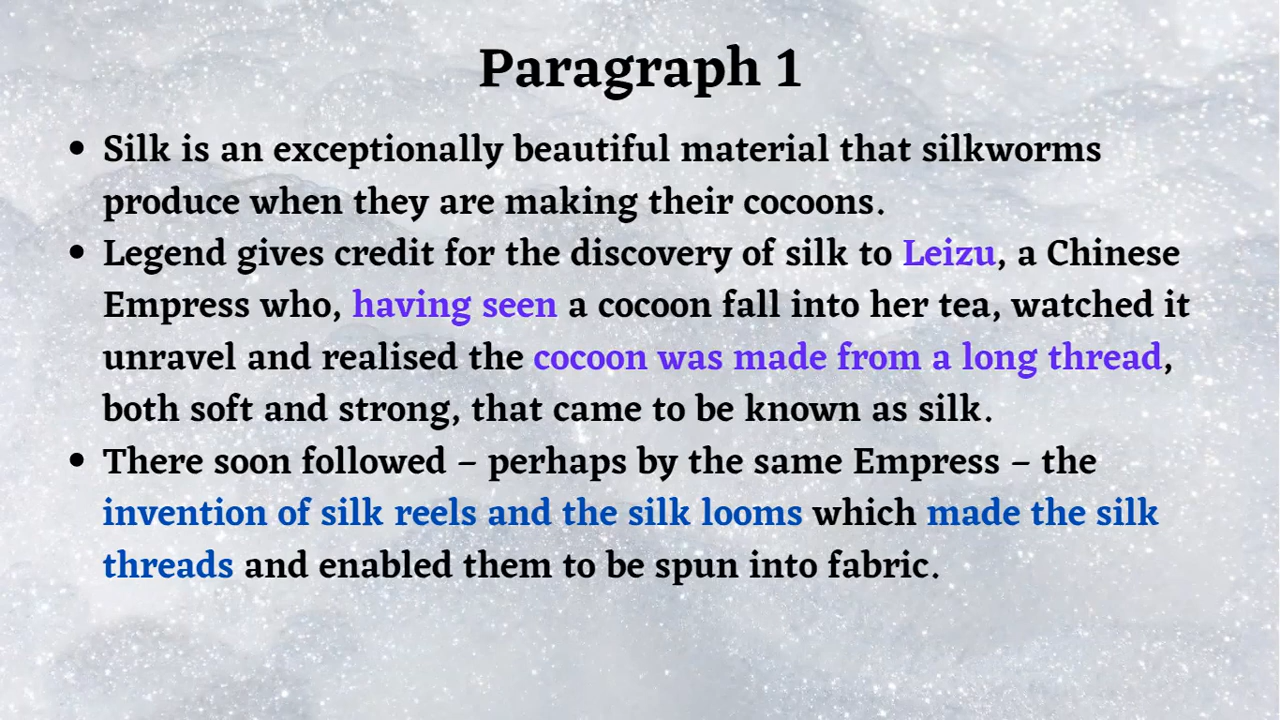 Paragraph 1
• Silk is an exceptionally beautiful material that silkworms
produce when they are making their cocoons.
• Legend gives credit for the discovery of silk to Leizu, a Chinese
Empress who, having seen a cocoon fall into her tea, watched it
unravel and realised the cocoon was made from a long thread,
both soft and strong, that came to be known as silk.
• There soon followed – perhaps by the same Empress – the
invention of silk reels and the silk looms which made the silk
threads and enabled them to be spun into fabric.